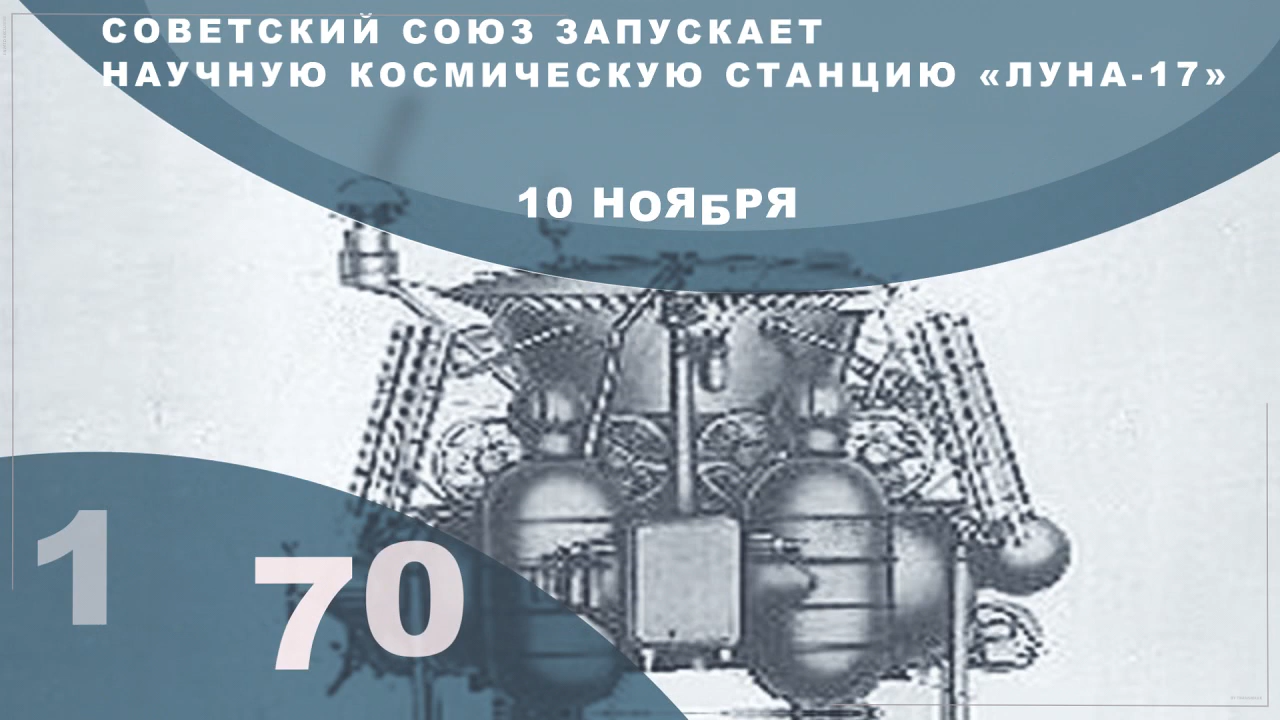 СОВЕТСКИЙ СОЮЗ ЗАПУСКАЕТ
НАУЧНУЮ КОСМИЧЕСКУЮ СТАНЦИЮ «ЛУНА-17»
10 НОЯБРЯ
1 70